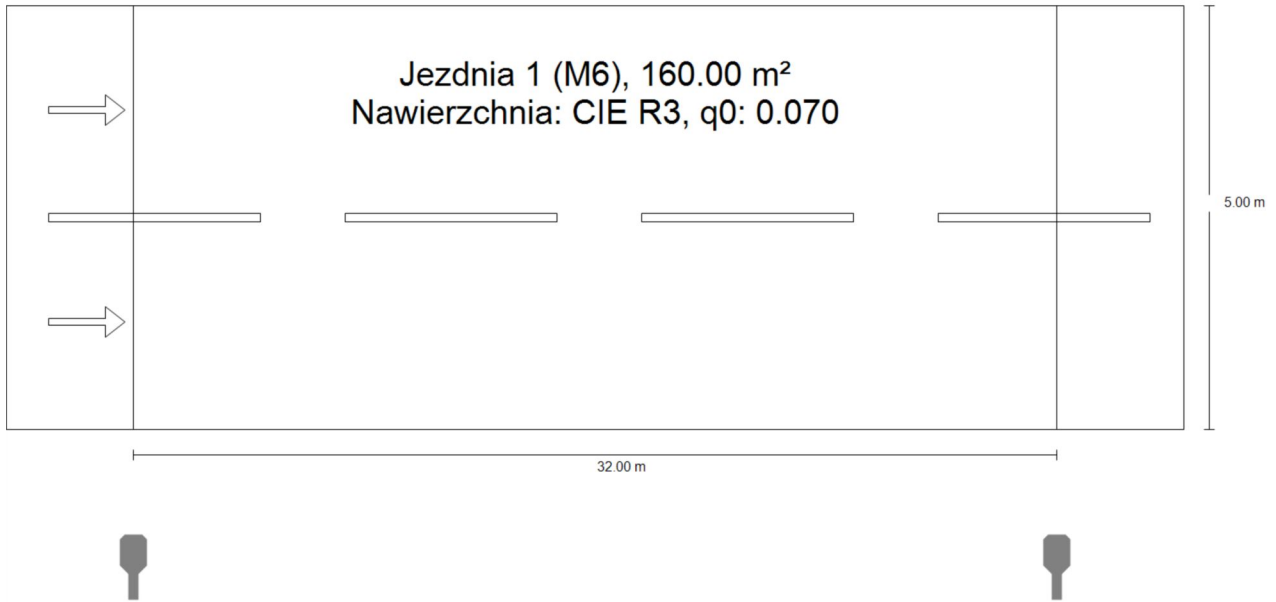 Jezdnia 1 (M6), 160.00 m²
Nawierzchnia: CIE R3, q0: 0.070
5.00 m
32.00 m